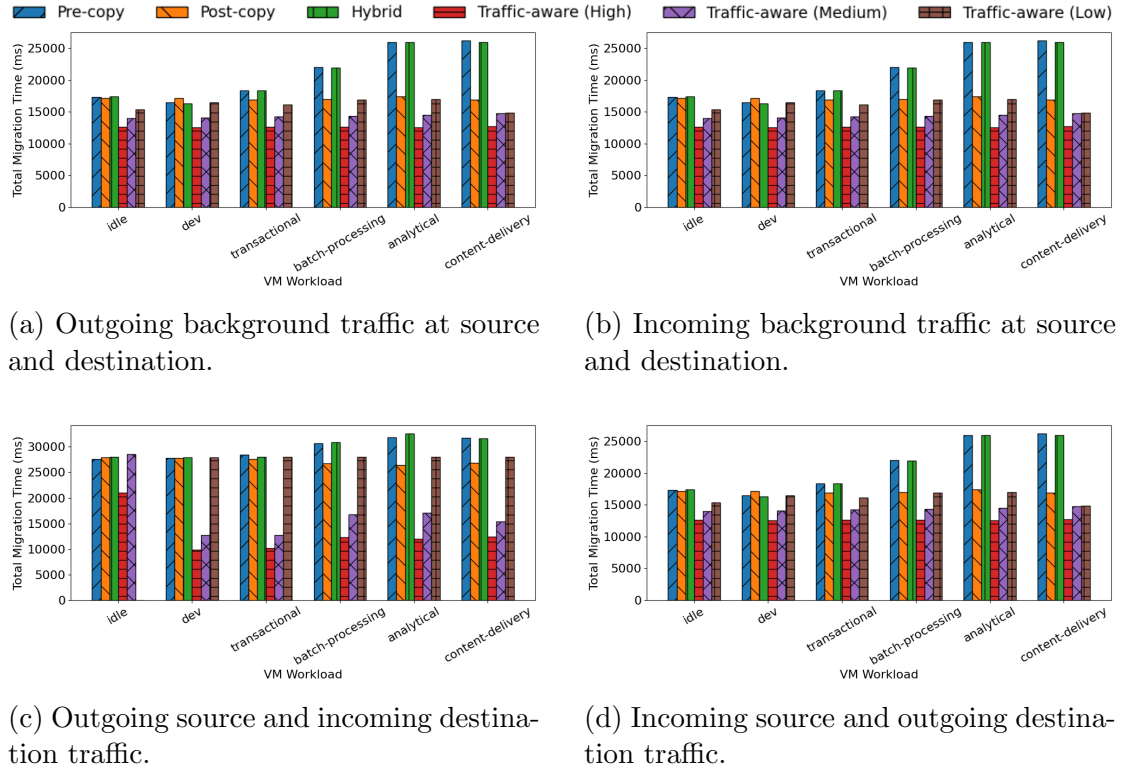 Pre-copy Post-copy Hybrid Traffic-aware (High) Traffic-aware (Medium) Traffic-aware (Low)
Total Migration Time (ms)
25000
20000
15000
10000
5000
0
idle
dev
transactional
batch-processing
analytical
content-delivery
VM Workload
(a) Outgoing background traffic at source
and destination.
Total Migration Time (ms)
25000
20000
15000
10000
5000
0
idle
dev
transactional
batch-processing
analytical
content-delivery
VM Workload
(b) Incoming background traffic at source
and destination.
Total Migration Time (ms)
30000
25000
20000
15000
10000
5000
0
idle
dev
transactional
batch-processing
analytical
content-delivery
VM Workload
(c) Outgoing source and incoming destina-
tion traffic.
Total Migration Time (ms)
25000
20000
15000
10000
5000
0
idle
dev
transactional
batch-processing
analytical
content-delivery
VM Workload
(d) Incoming source and outgoing destina-
tion traffic.